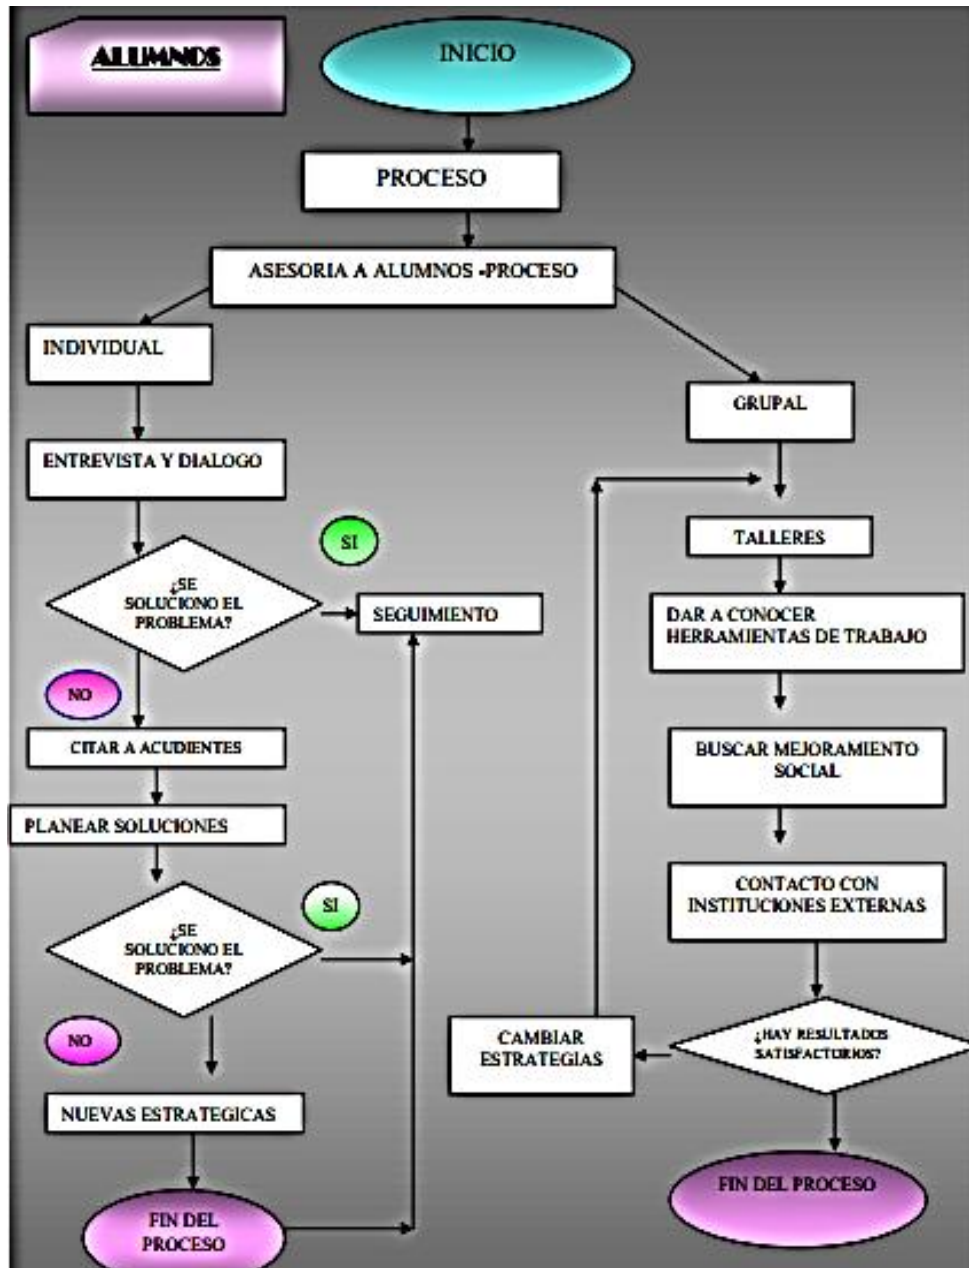 ALUMNOS
INICIO
PROCESO
ASESORIA A ALUMNOS -PROCESO
INDIVIDUAL
GRUPAL
ENTREVISTA Y DIALOGO
SI
TALLERES
¿SE
SOLUCIONO EL
PROBLEMA?
SEGUIMIENTO
DAR A CONOCER
HERRAMIENTAS DE TRABAJO
NO
CITAR A ACUDIENTES
BUSCAR MEJORAMIENTO
SOCIAL
PLANEAR SOLUCIONES
CONTACTO CON
INSTITUCIONES EXTERNAS
SI
¿SE
SOLUCIONO EL
PROBLEMA?
NO
CAMBIAR
ESTRATEGIAS
¿HAY RESULTADOS
SATISFACTORIOS?
NUEVAS ESTRATEGICAS
FIN DEL PROCESO
FIN DEL
PROCESO